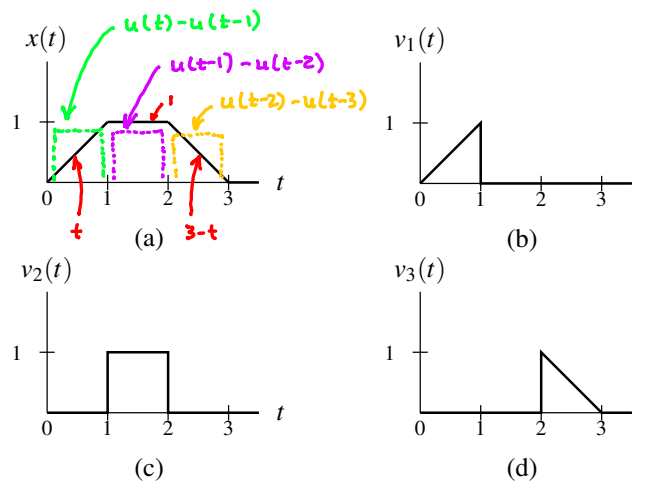 u(t)-u(t-1)
x(t)
u(t-1) - u(t-2)
1
u(t-2) - u(t-3)
1
0 1 2 3 t
t
3-t
(a)
v₁(t)
1
0 1 2 3
(b)
v₂(t)
1
0 1 2 3 t
(c)
v₃(t)
1
0 1 2 3
(d)